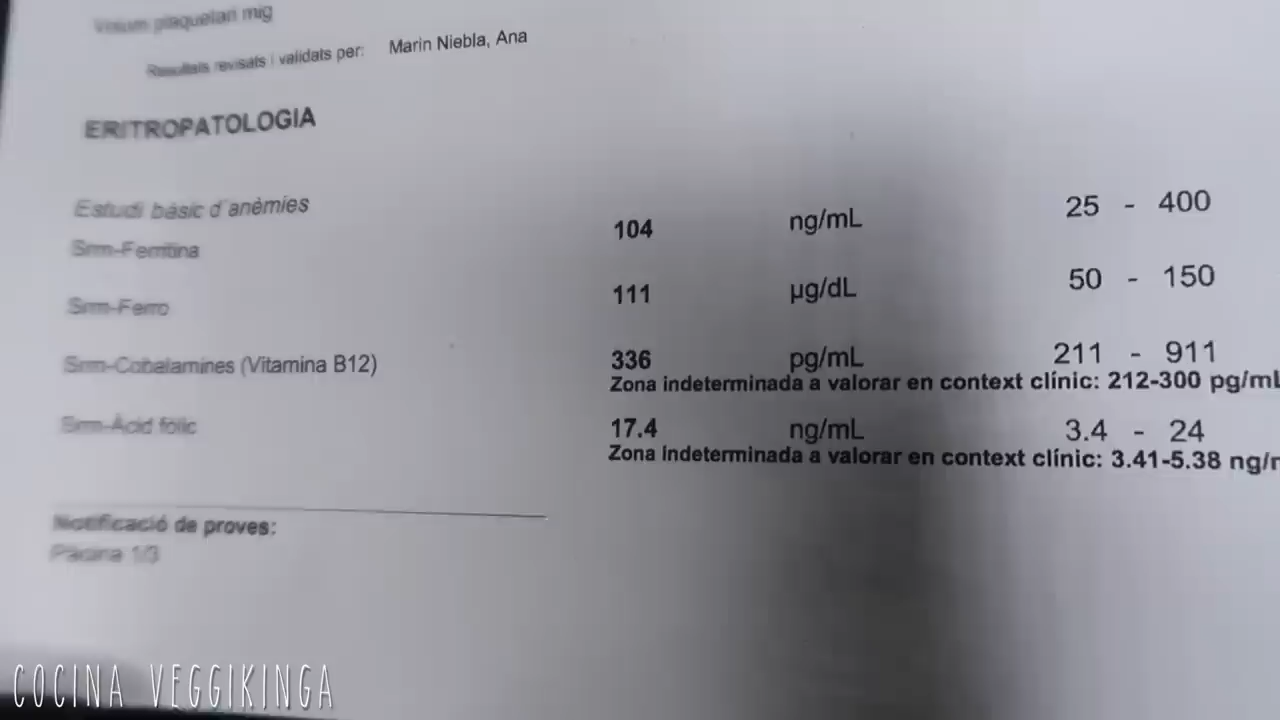 Volum plaquetari mig
Resultats revisats i validats per: Marin Niebla, Ana
ERITROPATOLOGIA
Estudi bàsic d'anèmies
Srm-Ferritina 104 ng/mL 25 - 400
Srm-Ferro 111 µg/dL 50 - 150
Srm-Cobalamines (Vitamina B12) 336 pg/mL 211 - 911
Zona indeterminada a valorar en context clínic: 212-300 pg/mL
Srm-Àcid fòlic 17.4 ng/mL 3.4 - 24
Zona indeterminada a valorar en context clínic: 3.41-5.38
Notificació de proves:
Pàgina 1/3
COCINA VEGGIKINGA